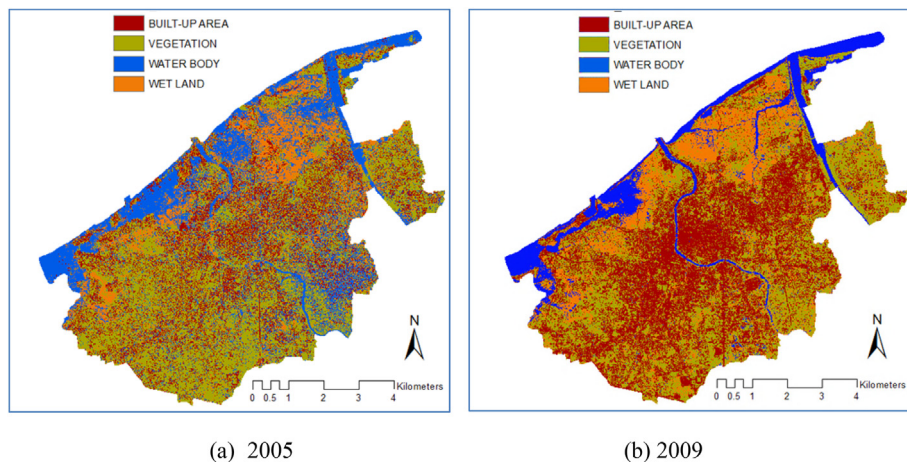 BUILT-UP AREA
VEGETATION
WATER BODY
WET LAND
N
Kilometers
0 0.5 1 2 3 4
BUILT-UP AREA
VEGETATION
WATER BODY
WET LAND
N
Kilometers
0 0.5 1 2 3 4
(a) 2005
(b) 2009